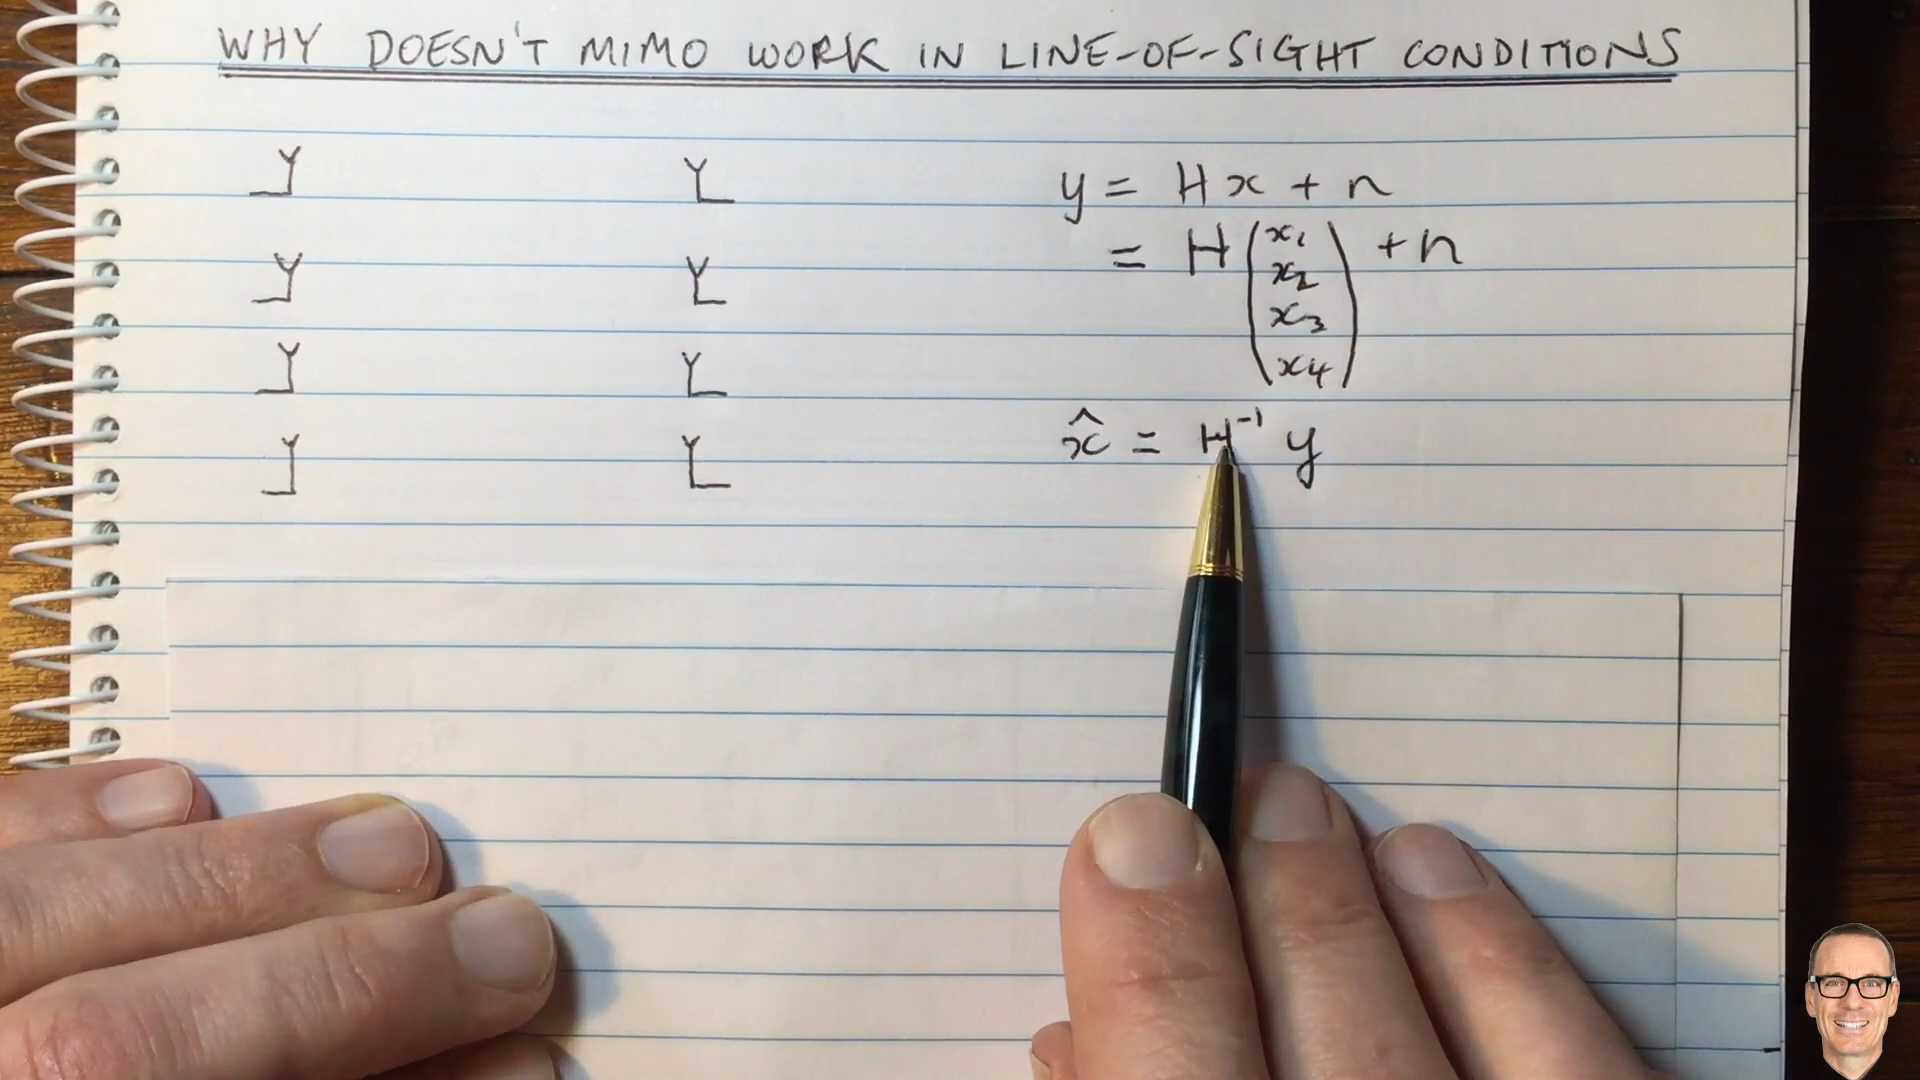 WHY DOESN'T MIMO WORK IN LINE-OF-SIGHT CONDITIONS
y = Hx + n
= H (x₁ x₂ x₃ x₄) + n
x̂ = H⁻¹ y